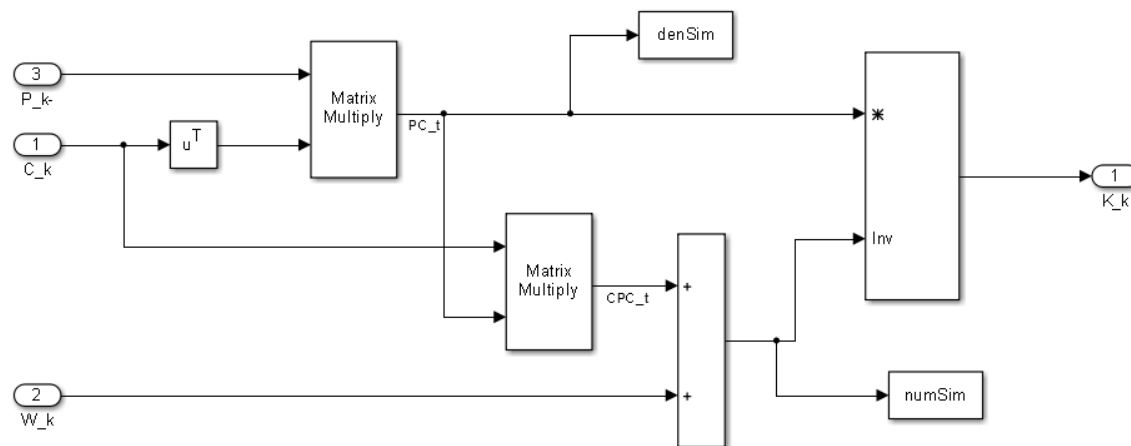 denSim
3
P_k-
Matrix
Multiply
PC_t
*
1
C_k
u^T
1
K_k
Inv
Matrix
Multiply
CPC_t
+
numSim
2
W_k
+